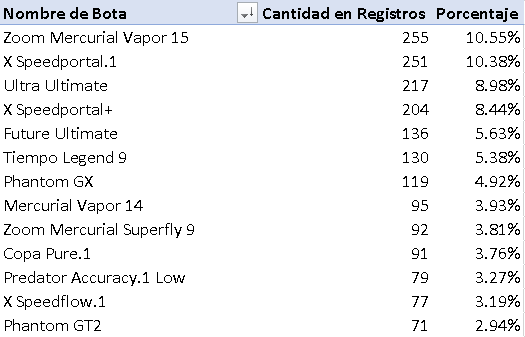 Nombre de Bota Cantidad en Registros Porcentaje
Zoom Mercurial Vapor 15 255 10.55%
X Speedportal.1 251 10.38%
Ultra Ultimate 217 8.98%
X Speedportal+ 204 8.44%
Future Ultimate 136 5.63%
Tiempo Legend 9 130 5.38%
Phantom GX 119 4.92%
Mercurial Vapor 14 95 3.93%
Zoom Mercurial Superfly 9 92 3.81%
Copa Pure.1 91 3.76%
Predator Accuracy.1 Low 79 3.27%
X Speedflow.1 77 3.19%
Phantom GT2 71 2.94%